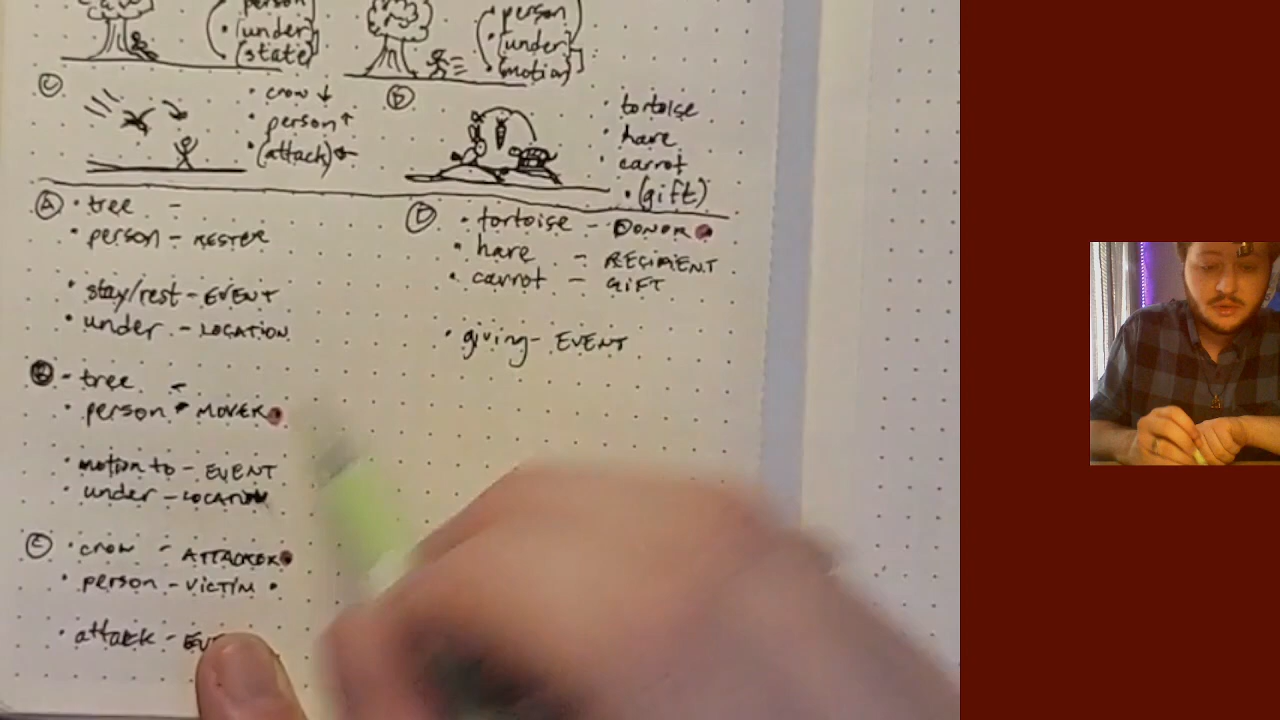 person
(under
(state)
person
(under
(motion)
Ⓒ
• crow ↓
• person ↑
• (attack) ←
Ⓓ
tortoise
• hare
• carrot
• (gift)
Ⓐ • tree -
• person - RESTER
• stay/rest - EVENT
• under - LOCATION
Ⓑ - tree -
• person - MOVER
• motion to - EVENT
• under - LOCATION
Ⓒ • crow - ATTACKER
• person - VICTIM •
• attack -
Ⓓ • tortoise - DONOR
• hare - RECIPIENT
• carrot - GIFT
• giving - EVENT